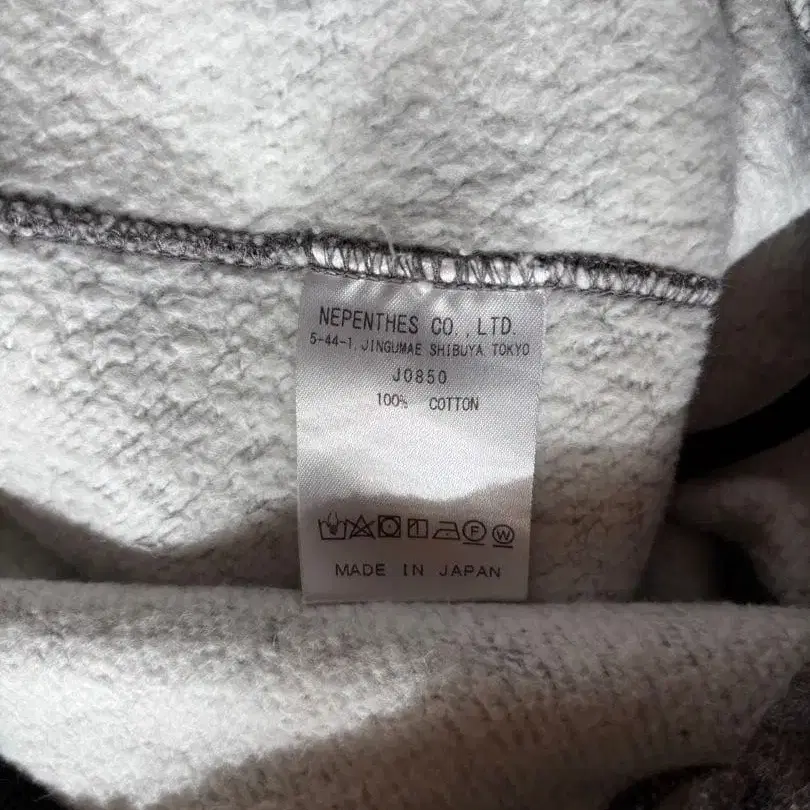 NEPENTHES CO.,LTD.
5-44-1,JINGUMAE SHIBUYA TOKYO
J0850
100% COTTON
F W
MADE IN JAPAN